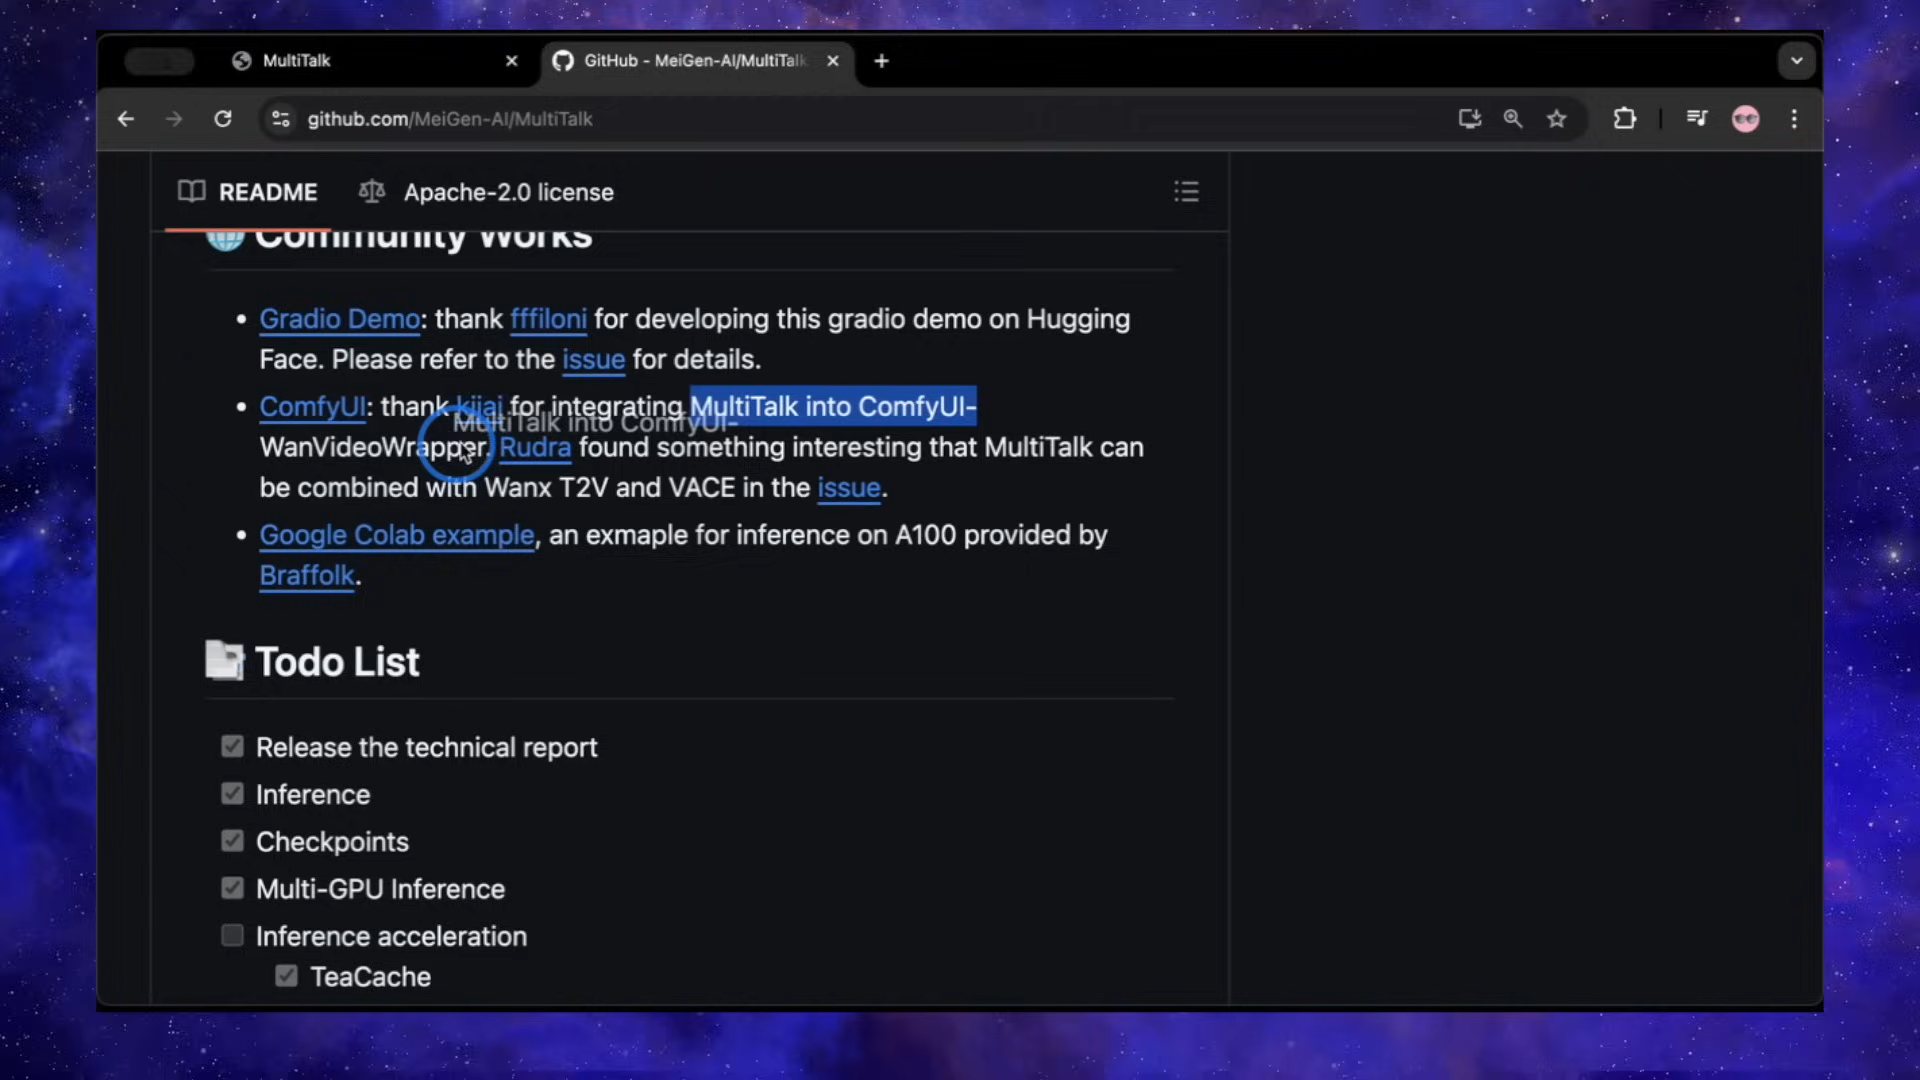 MultiTalk
GitHub - MeiGen-AI/MultiTalk
github.com/MeiGen-AI/MultiTalk
README
Apache-2.0 license
Community Works
Gradio Demo: thank fffiloni for developing this gradio demo on Hugging
Face. Please refer to the issue for details.
ComfyUI: thank kijai for integrating MultiTalk into ComfyUI-
MultiTalk into ComfyUI-
WanVideoWrapper. Rudra found something interesting that MultiTalk can
be combined with Wanx T2V and VACE in the issue.
Google Colab example, an exmaple for inference on A100 provided by
Braffolk.
Todo List
Release the technical report
Inference
Checkpoints
Multi-GPU Inference
Inference acceleration
TeaCache